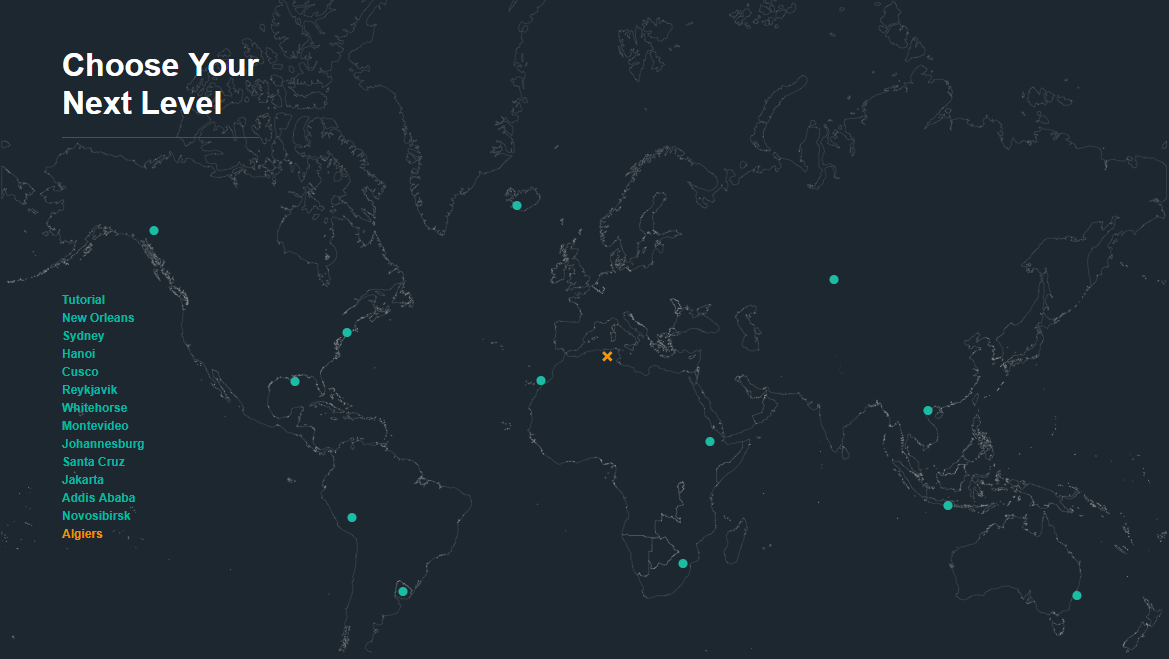 Choose Your
Next Level
Tutorial
New Orleans
Sydney
Hanoi
Cusco
Reykjavik
Whitehorse
Montevideo
Johannesburg
Santa Cruz
Jakarta
Addis Ababa
Novosibirsk
Algiers